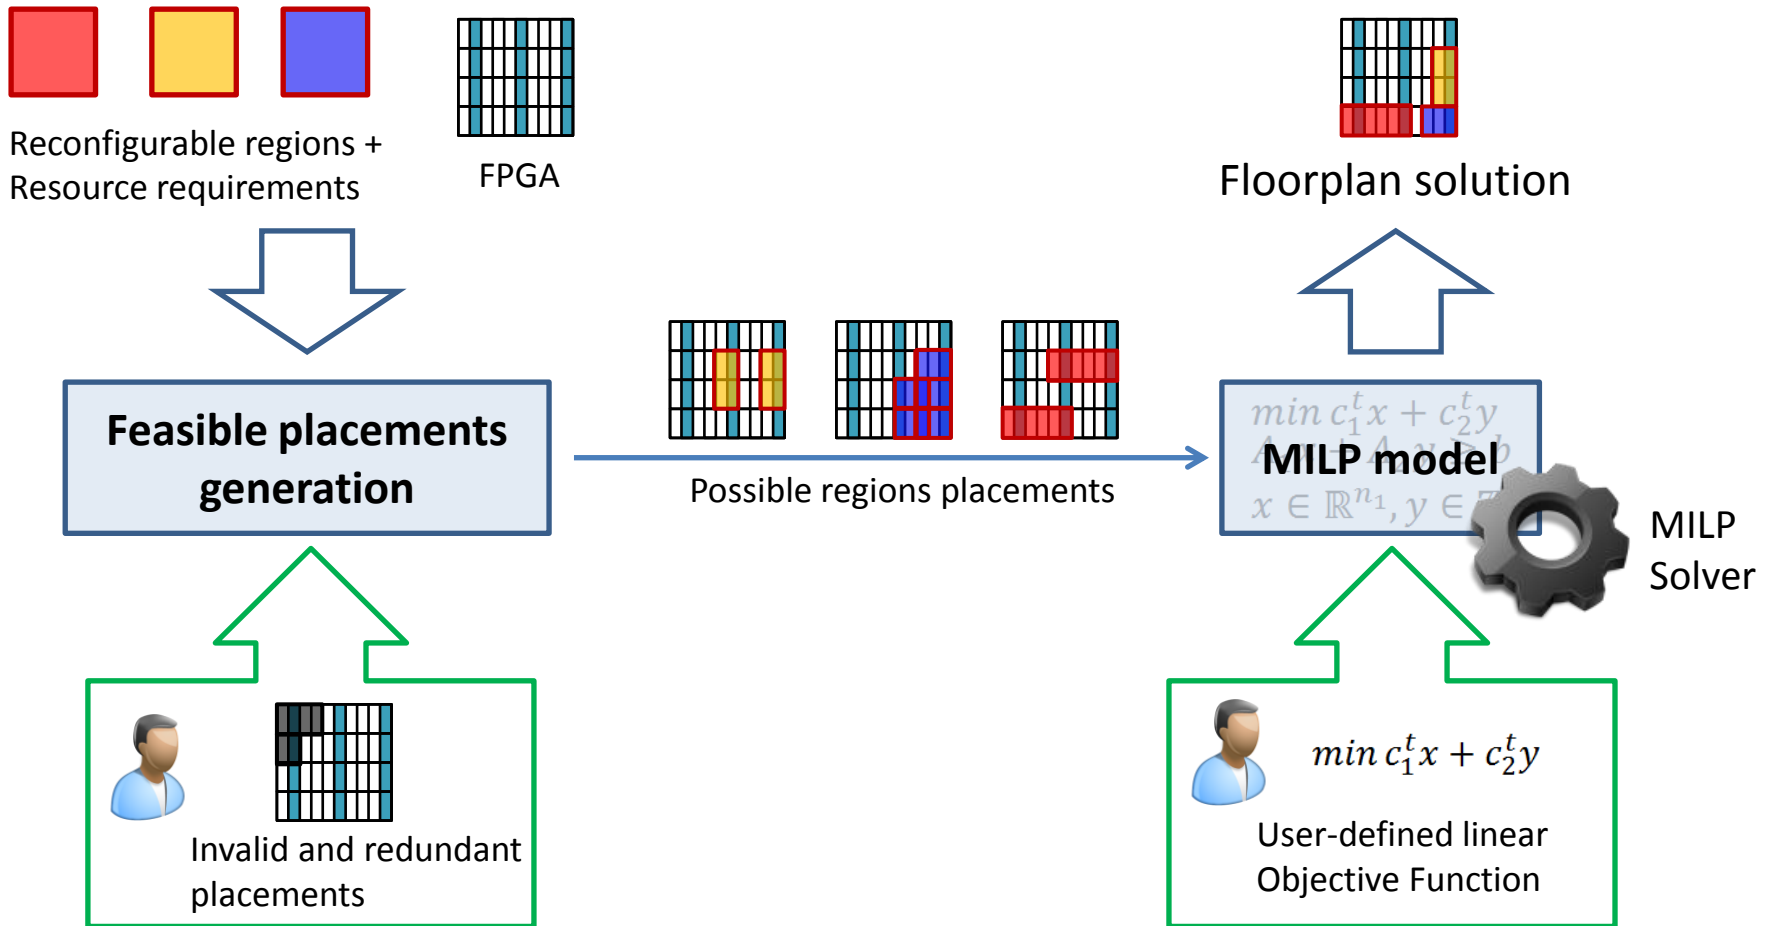 Reconfigurable regions +
Resource requirements
FPGA
Floorplan solution
Feasible placements
generation
Possible regions placements
min c₁ᵗx + c₂ᵗy
MILP model
x ∈ ℝⁿ₁, y ∈
MILP
Solver
Invalid and redundant
placements
min c₁ᵗx + c₂ᵗy
User-defined linear
Objective Function